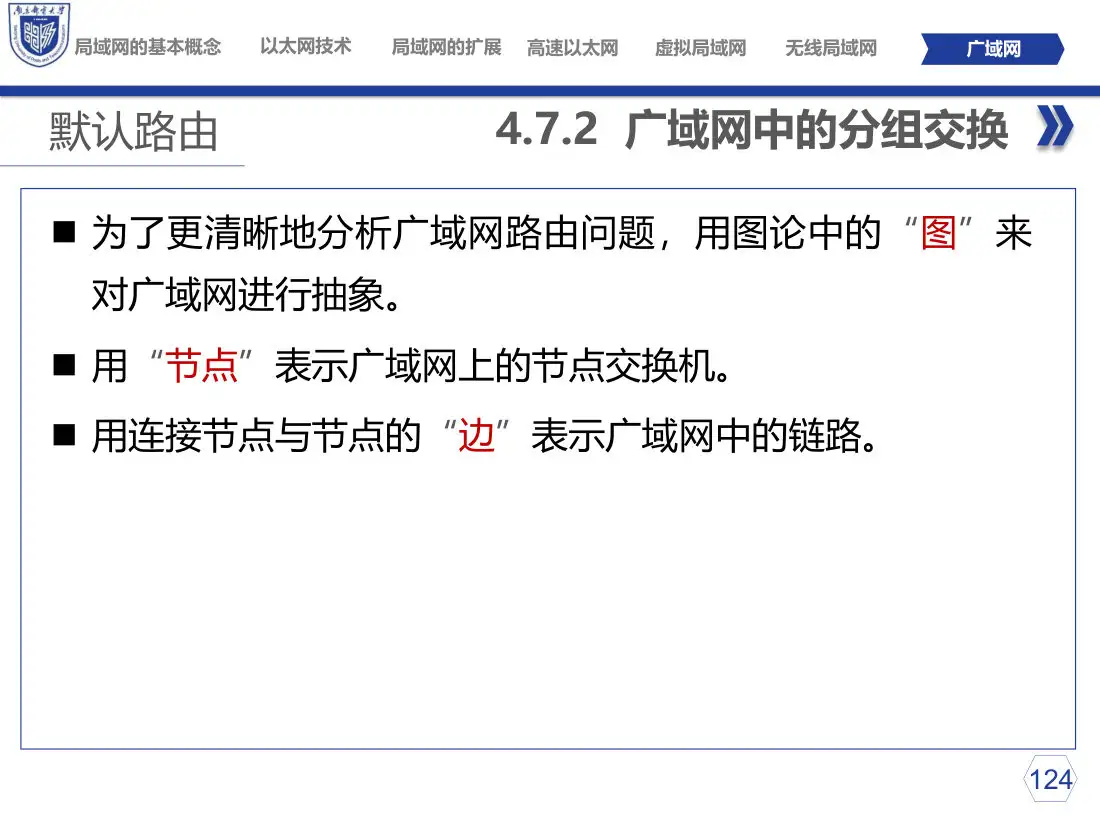 南京邮电大学
局域网的基本概念 以太网技术 局域网的扩展 高速以太网 虚拟局域网 无线局域网 广域网
默认路由
4.7.2 广域网中的分组交换
■ 为了更清晰地分析广域网路由问题，用图论中的“图”来
对广域网进行抽象。
■ 用“节点”表示广域网上的节点交换机。
■ 用连接节点与节点的“边”表示广域网中的链路。
124